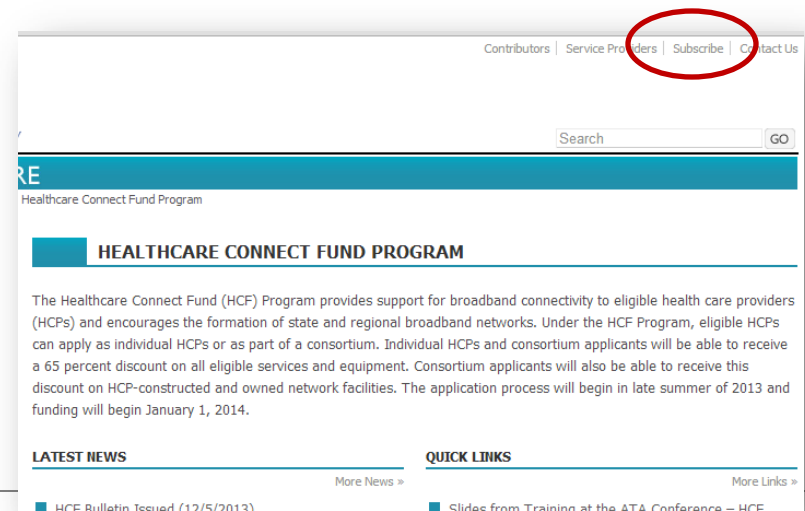 Contributors | Service Providers | Subscribe | Contact Us
Search GO
RE
Healthcare Connect Fund Program
HEALTHCARE CONNECT FUND PROGRAM
The Healthcare Connect Fund (HCF) Program provides support for broadband connectivity to eligible health care providers
(HCPs) and encourages the formation of state and regional broadband networks. Under the HCF Program, eligible HCPs
can apply as individual HCPs or as part of a consortium. Individual HCPs and consortium applicants will be able to receive
a 65 percent discount on all eligible services and equipment. Consortium applicants will also be able to receive this
discount on HCP-constructed and owned network facilities. The application process will begin in late summer of 2013 and
funding will begin January 1, 2014.
LATEST NEWS
More News »
HCF Bulletin Issued (12/5/2013)
QUICK LINKS
More Links »
Slides from Training at the ATA Conference – HCF